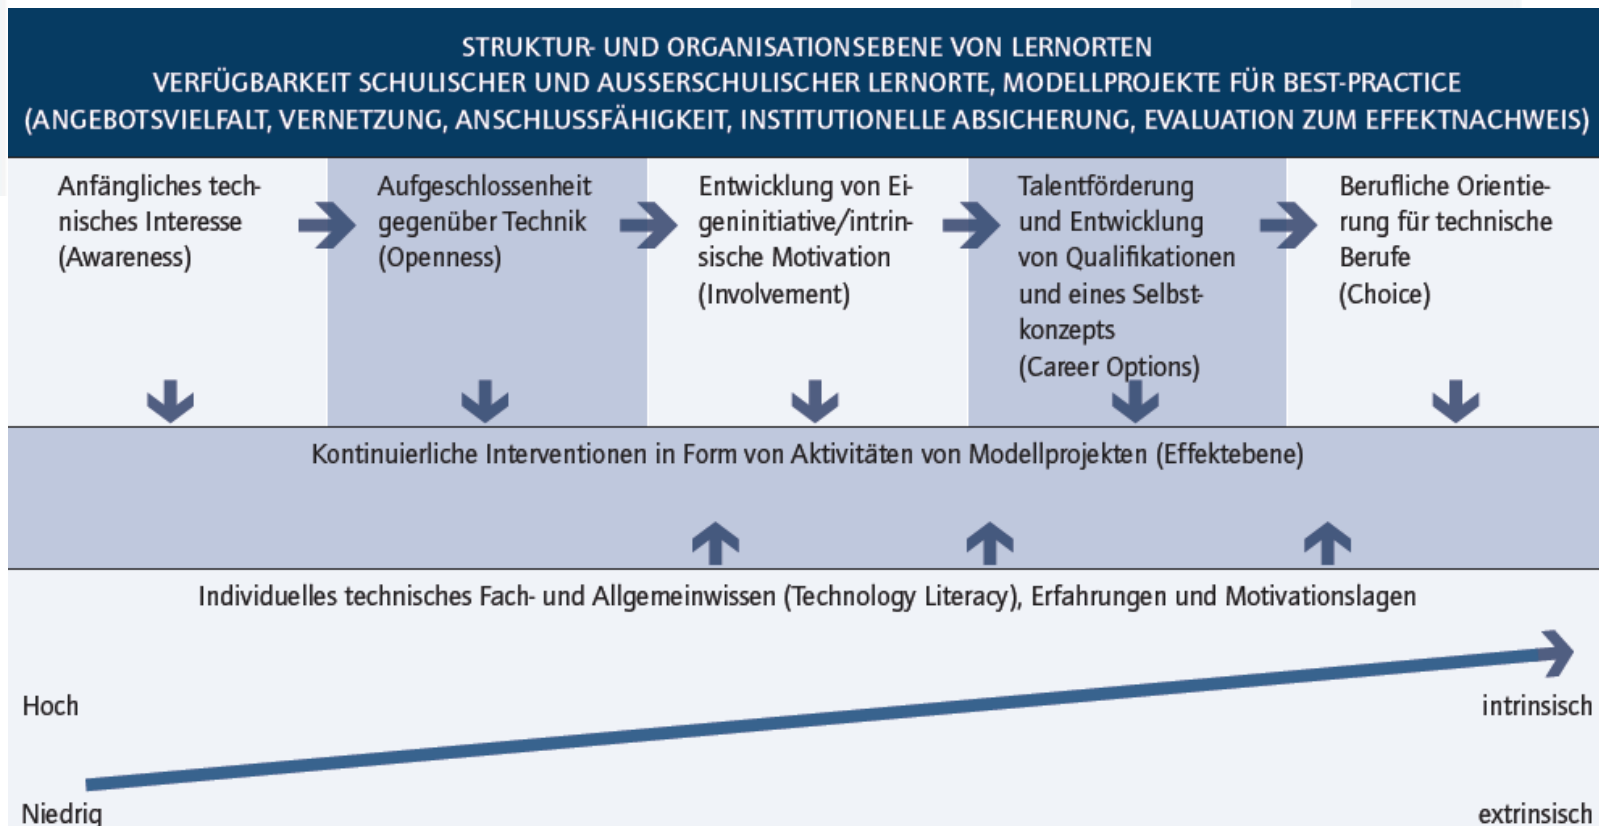 STRUKTUR- UND ORGANISATIONSEBENE VON LERNORTEN
VERFÜGBARKEIT SCHULISCHER UND AUSSERSCHULISCHER LERNORTE, MODELLPROJEKTE FÜR BEST-PRACTICE
(ANGEBOTSVIELFALT, VERNETZUNG, ANSCHLUSSFÄHIGKEIT, INSTITUTIONELLE ABSICHERUNG, EVALUATION ZUM EFFEKTNACHWEIS)
Anfängliches tech-
nisches Interesse
(Awareness)
Aufgeschlossenheit
gegenüber Technik
(Openness)
Entwicklung von Ei-
geninitiative/intrin-
sische Motivation
(Involvement)
Talentförderung
und Entwicklung
von Qualifikationen
und eines Selbst-
konzepts
(Career Options)
Berufliche Orientie-
rung für technische
Berufe
(Choice)
Kontinuierliche Interventionen in Form von Aktivitäten von Modellprojekten (Effektebene)
Individuelles technisches Fach- und Allgemeinwissen (Technology Literacy), Erfahrungen und Motivationslagen
Hoch
intrinsisch
Niedrig
extrinsisch